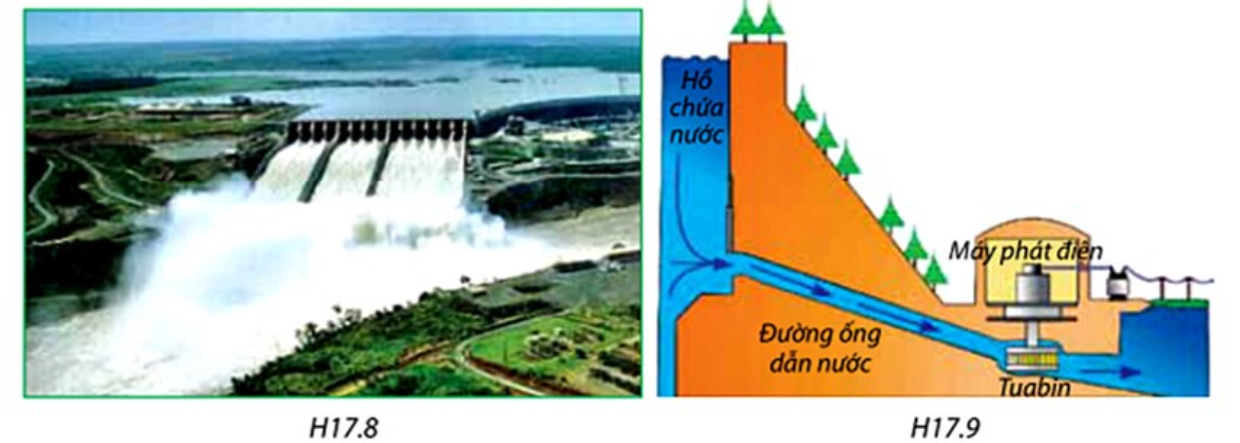 Hồ
chứa
nước
Máy phát điện
Đường ống
dẫn nước
Tuabin
H17.8
H17.9